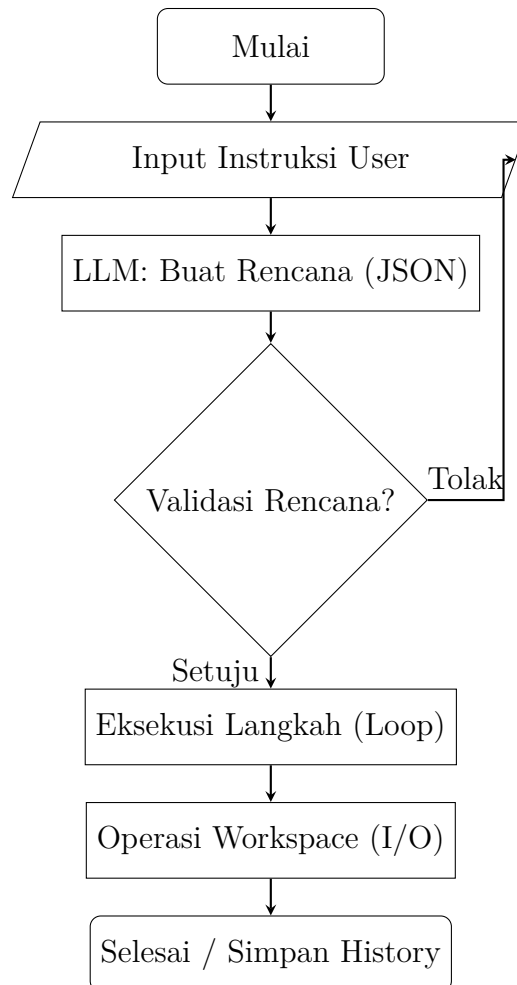 Mulai
Input Instruksi User
LLM: Buat Rencana (JSON)
Validasi Rencana?
Tolak
Setuju
Eksekusi Langkah (Loop)
Operasi Workspace (I/O)
Selesai / Simpan History